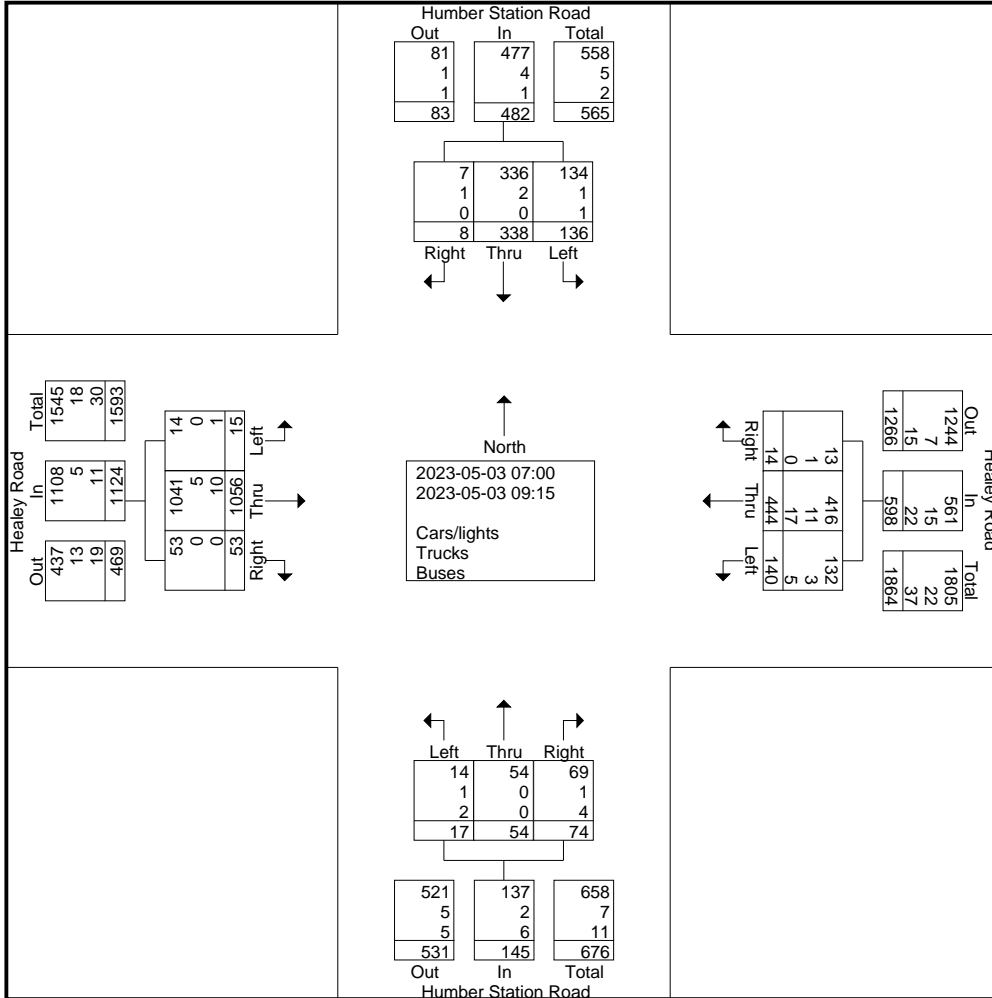 Humber Station Road
Out In Total
81 477 558
1 4 5
1 1 2
83 482 565
7 336 134
1 2 1
0 0 1
8 338 136
Right Thru Left
Healey Road
Total
1545
18
30
1593
In
1108
5
11
1124
Out
437
13
19
469
Left
14
0
1
15
Thru
1041
5
10
1056
Right
53
0
0
53
North
2023-05-03 07:00
2023-05-03 09:15
Cars/lights
Trucks
Buses
Right
13
1
0
14
Thru
416
11
17
444
Left
132
3
5
140
Healey Road
Out
1244
7
15
1266
In
561
15
22
598
Total
1805
22
37
1864
Left Thru Right
14 54 69
1 0 1
2 0 4
17 54 74
521 137 658
5 2 7
5 6 11
531 145 676
Out In Total
Humber Station Road